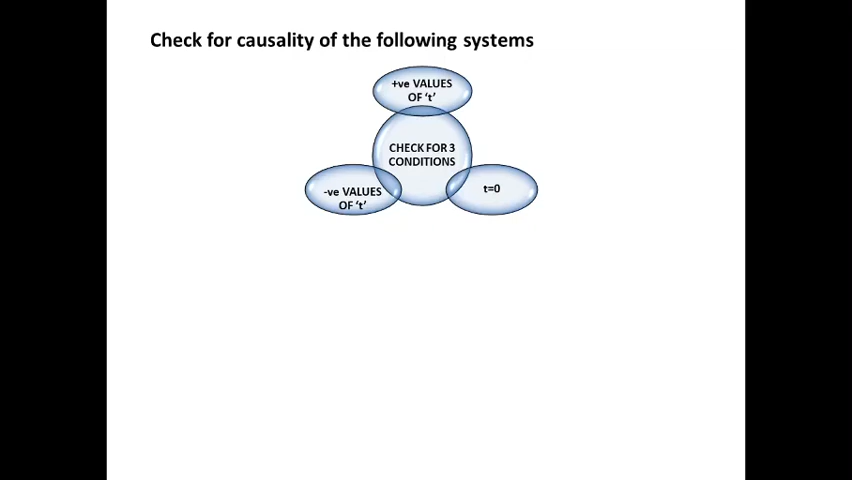 Check for causality of the following systems
+ve VALUES
OF ‘t’
CHECK FOR 3
CONDITIONS
-ve VALUES
OF ‘t’
t=0